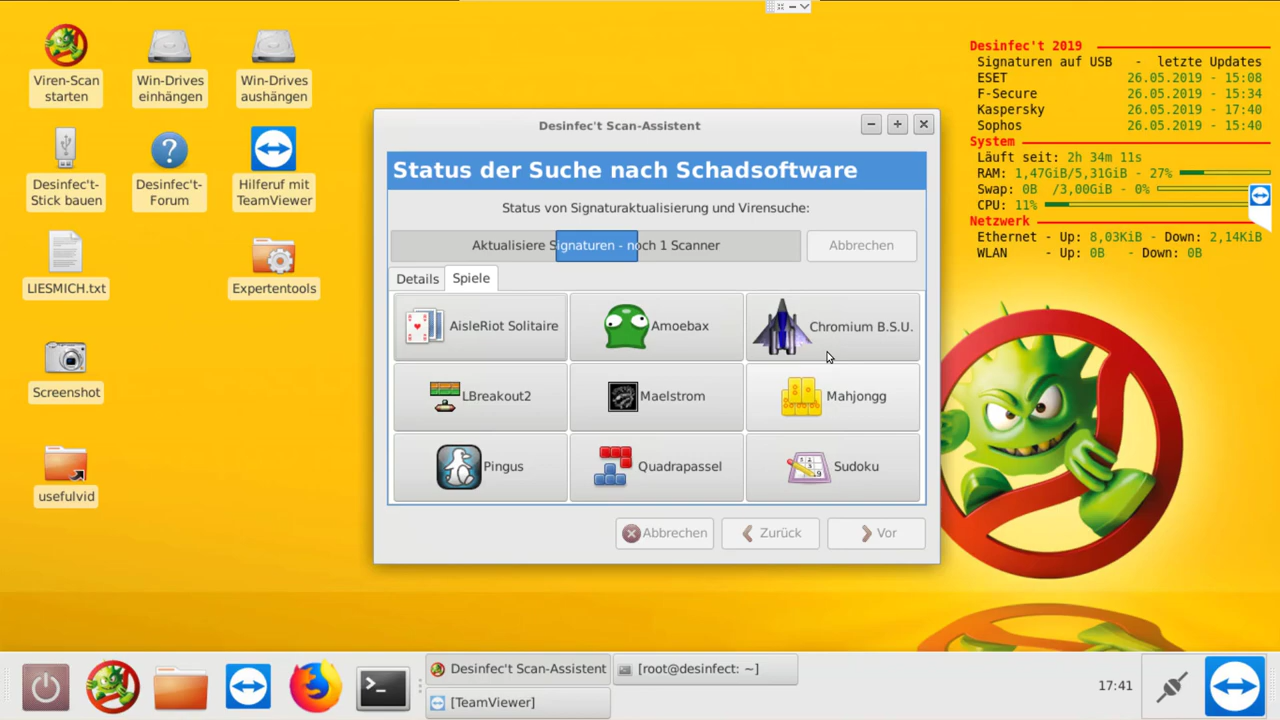 Viren-Scan
starten
Win-Drives
einhängen
Win-Drives
aushängen
Desinfec't-
Stick bauen
Desinfec't-
Forum
Hilferuf mit
TeamViewer
LIESMICH.txt
Expertentools
Screenshot
usefulvid
Desinfec't Scan-Assistent
Status der Suche nach Schadsoftware
Status von Signaturaktualisierung und Virensuche:
Aktualisiere Signaturen - noch 1 Scanner
Abbrechen
Details
Spiele
AisleRiot Solitaire
Amoebax
Chromium B.S.U.
LBreakout2
Maelstrom
Mahjongg
Pingus
Quadrapassel
Sudoku
Abbrechen
Zurück
Vor
Desinfec't 2019
Signaturen auf USB - letzte Updates
ESET 26.05.2019 - 15:08
F-Secure 26.05.2019 - 15:34
Kaspersky 26.05.2019 - 17:40
Sophos 26.05.2019 - 15:40
System
Läuft seit: 2h 34m 11s
RAM: 1,47GiB/5,31GiB - 27%
Swap: 0B /3,00GiB - 0%
CPU: 11%
Netzwerk
Ethernet - Up: 8,03KiB - Down: 2,14KiB
WLAN - Up: 0B - Down: 0B
Desinfec't Scan-Assistent
[root@desinfect: ~]
[TeamViewer]
17:41